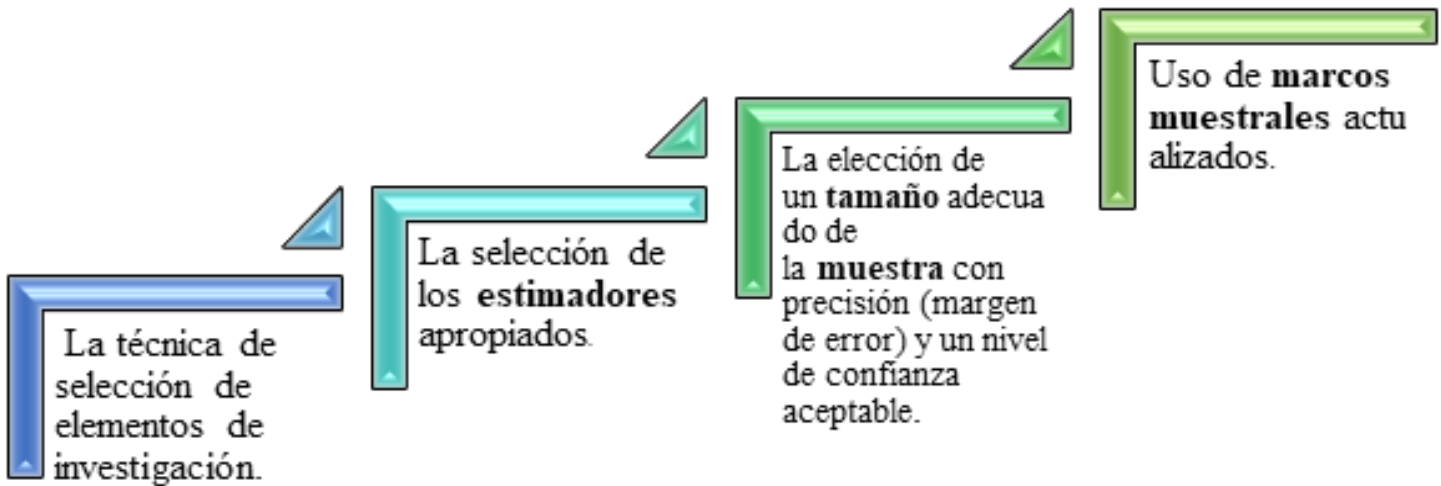 La técnica de
selección de
elementos de
investigación.
La selección de
los estimadores
apropiados.
La elección de
un tamaño adecua
do de
la muestra con
precisión (margen
de error) y un nivel
de confianza
aceptable.
Uso de marcos
muestrales actu
alizados.